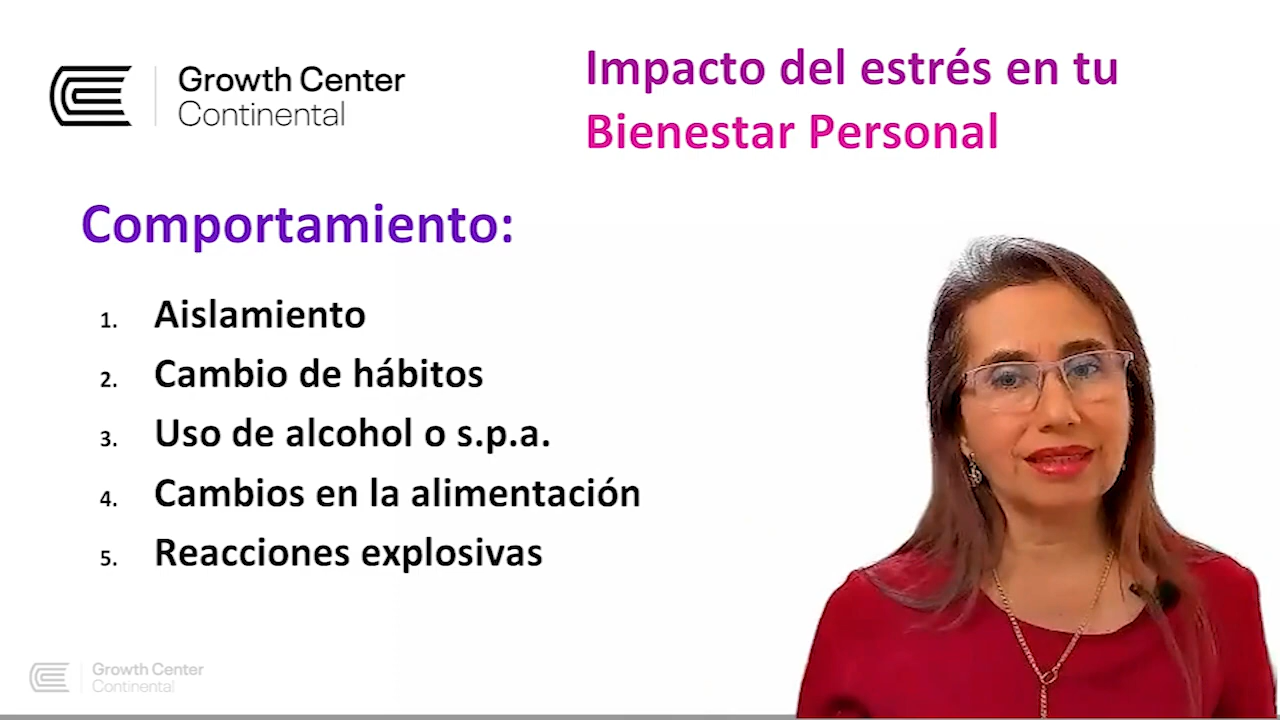 Growth Center
Continental
Impacto del estrés en tu
Bienestar Personal
Comportamiento:
1. Aislamiento
2. Cambio de hábitos
3. Uso de alcohol o s.p.a.
4. Cambios en la alimentación
5. Reacciones explosivas
Growth Center
Continental